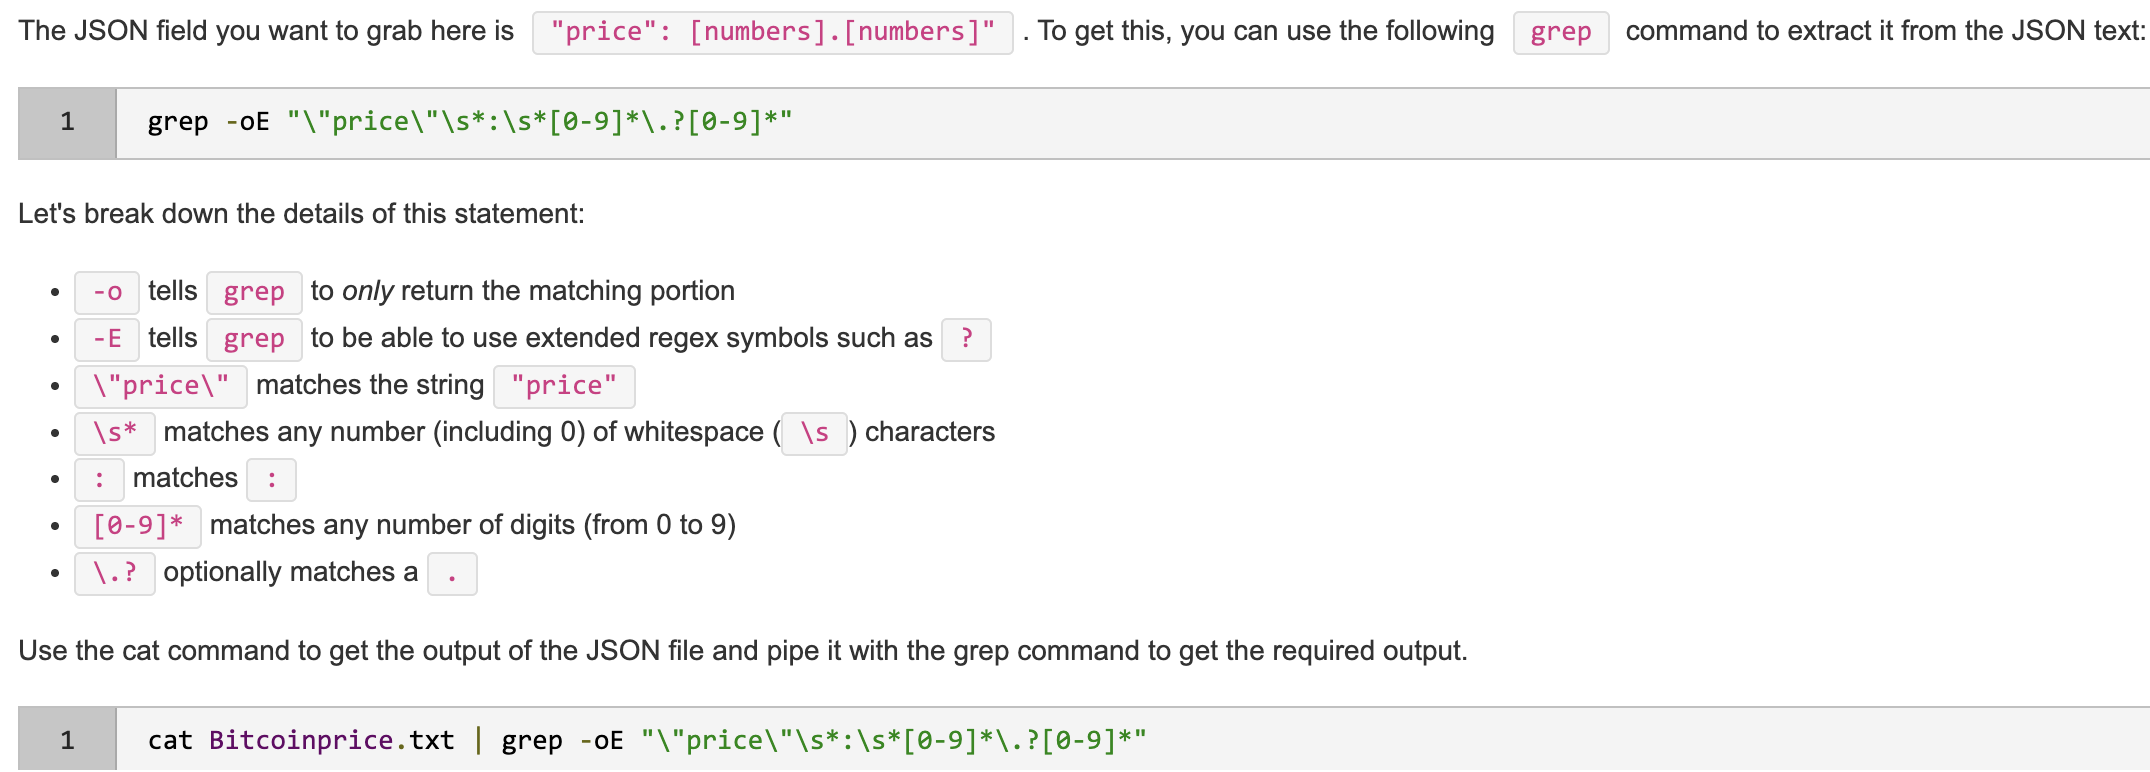 The JSON field you want to grab here is "price": [numbers].[numbers]" . To get this, you can use the following grep command to extract it from the JSON text:
1 grep -oE "\"price\"\s*:\s*[0-9]*\.?[0-9]*"
Let's break down the details of this statement:
• -o tells grep to only return the matching portion
• -E tells grep to be able to use extended regex symbols such as ?
• \"price\" matches the string "price"
• \s* matches any number (including 0) of whitespace ( \s ) characters
• : matches :
• [0-9]* matches any number of digits (from 0 to 9)
• \.? optionally matches a .
Use the cat command to get the output of the JSON file and pipe it with the grep command to get the required output.
1 cat Bitcoinprice.txt | grep -oE "\"price\"\s*:\s*[0-9]*\.?[0-9]*"